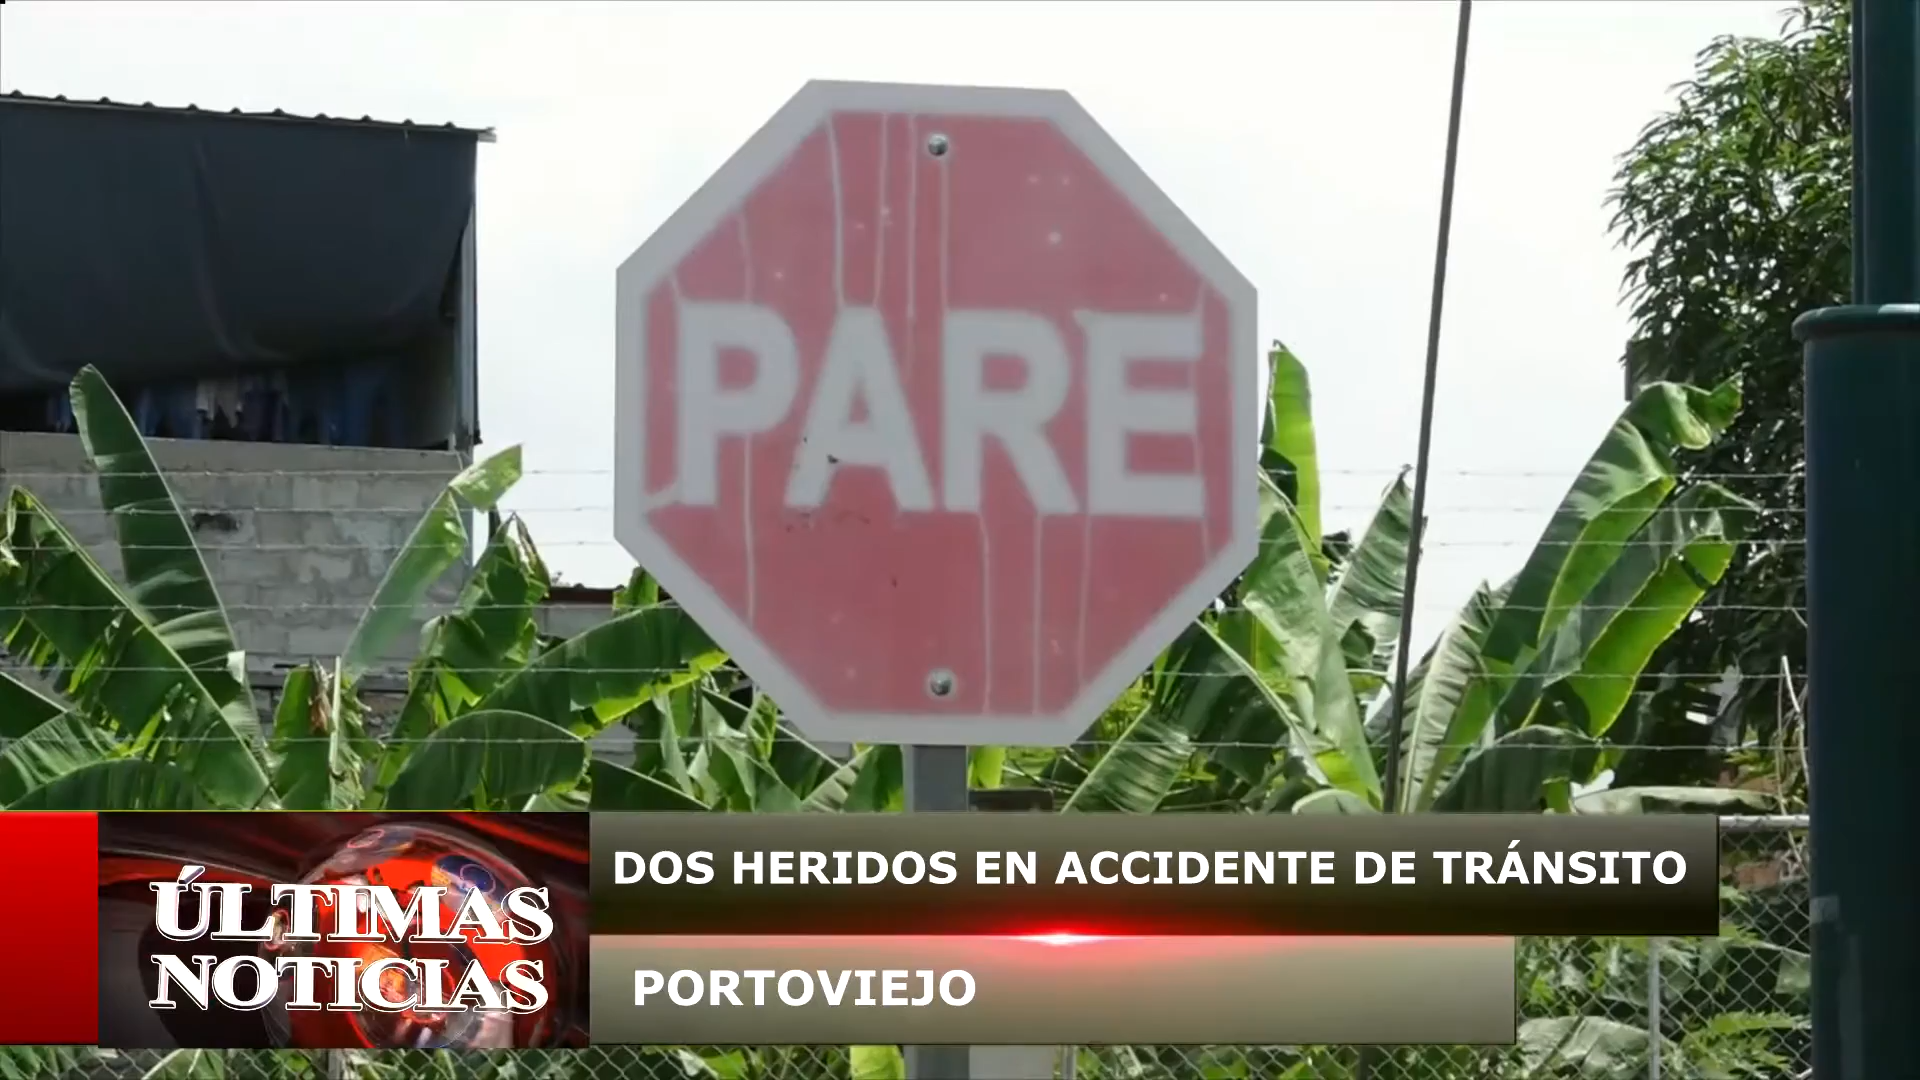 PARE
ÚLTIMAS
NOTICIAS
DOS HERIDOS EN ACCIDENTE DE TRÁNSITO
PORTOVIEJO